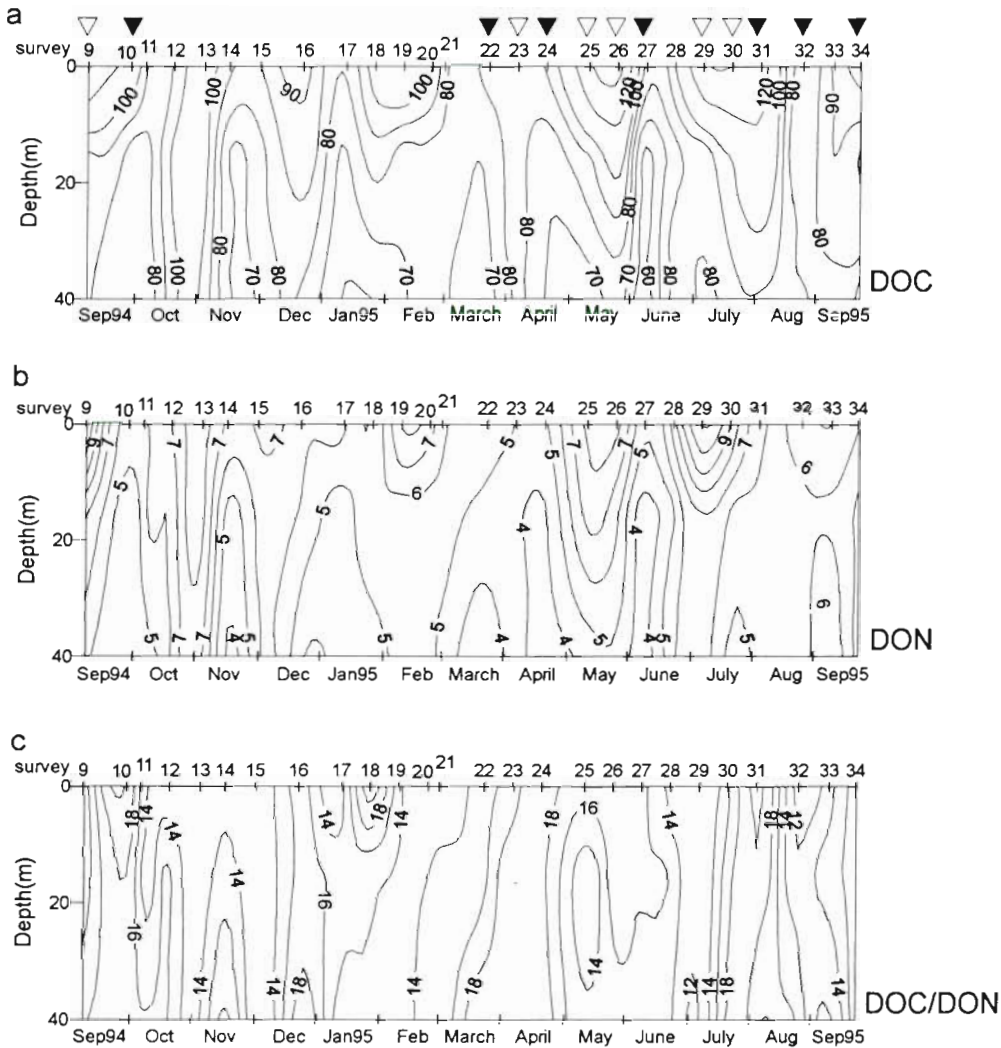 a
survey 9 10 11 12 13 14 15 16 17 18 19 20 21 22 23 24 25 26 27 28 29 30 31 32 33 34
0
100 100 90 100 80 120 120 100 80 90
80
Depth(m) 20
80 80 80 80
80 100 70 80 70 70 80 70 70 60 80 80
40
DOC
Sep94 Oct Nov Dec Jan95 Feb March April May June July Aug Sep95
b
survey 9 10 11 12 13 14 15 16 17 18 19 20 21 22 23 24 25 26 27 28 29 30 31 32 33 34
0
9 7 7 7 7 7 5 7 7 9 7
5 5 5 6
5 6
Depth(m) 20
5 4 4
5 6
5 7 7 4 5 5 4 4 5 4 5
40
DON
Sep94 Oct Nov Dec Jan95 Feb March April May June July Aug Sep95
c
survey 9 10 11 12 13 14 15 16 17 18 19 20 21 22 23 24 25 26 27 28 29 30 31 32 33 34
0
18 14 14 14 18 14 18 16 14 18 14 12
Depth(m) 20
14 16
16
14 14 18 14 18 14 12 14 18 14
40
DOC/DON
Sep94 Oct Nov Dec Jan95 Feb March April May June July Aug Sep95